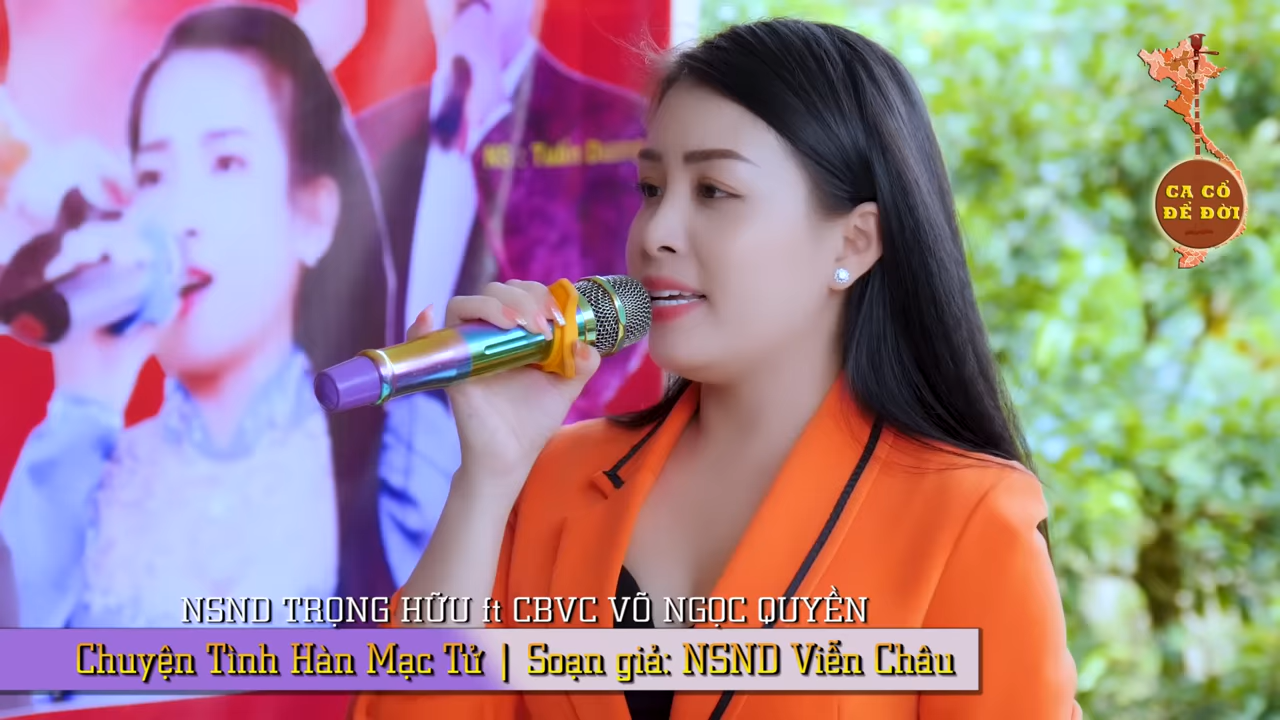 CA CỔ
ĐỂ ĐỜI
NSND TRỌNG HỮU ft CBVC VÕ NGỌC QUYỀN
Chuyện Tình Hàn Mạc Tử | Soạn giả: NSND Viễn Châu